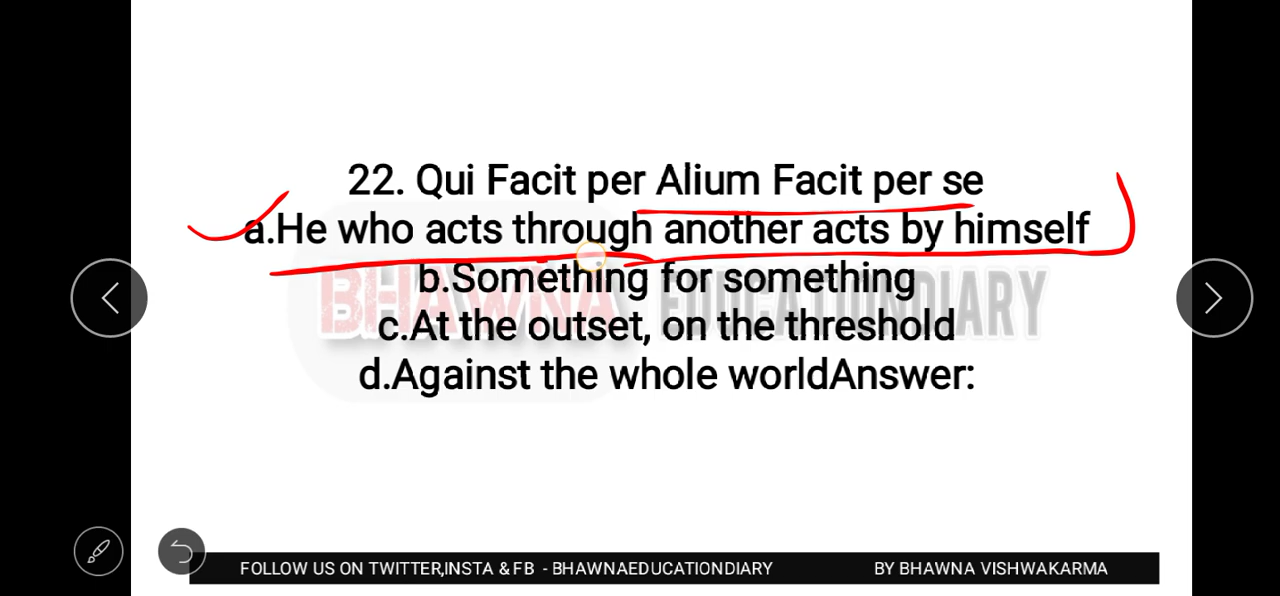 22. Qui Facit per Alium Facit per se
a.He who acts through another acts by himself
b.Something for something
c.At the outset, on the threshold
d.Against the whole worldAnswer:
BHAWNA EDUCATIONDIARY
FOLLOW US ON TWITTER,INSTA & FB - BHAWNAEDUCATIONDIARY BY BHAWNA VISHWAKARMA